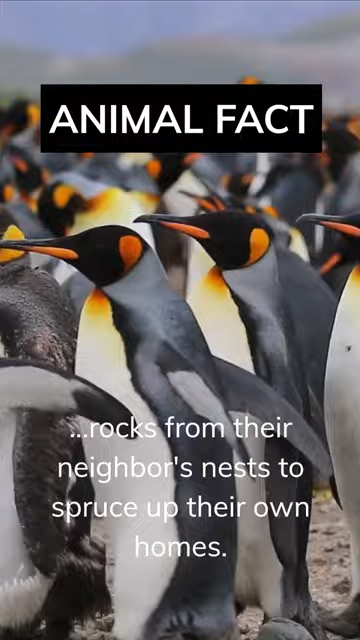 ANIMAL FACT
...rocks from their
neighbor's nests to
spruce up their own
homes.